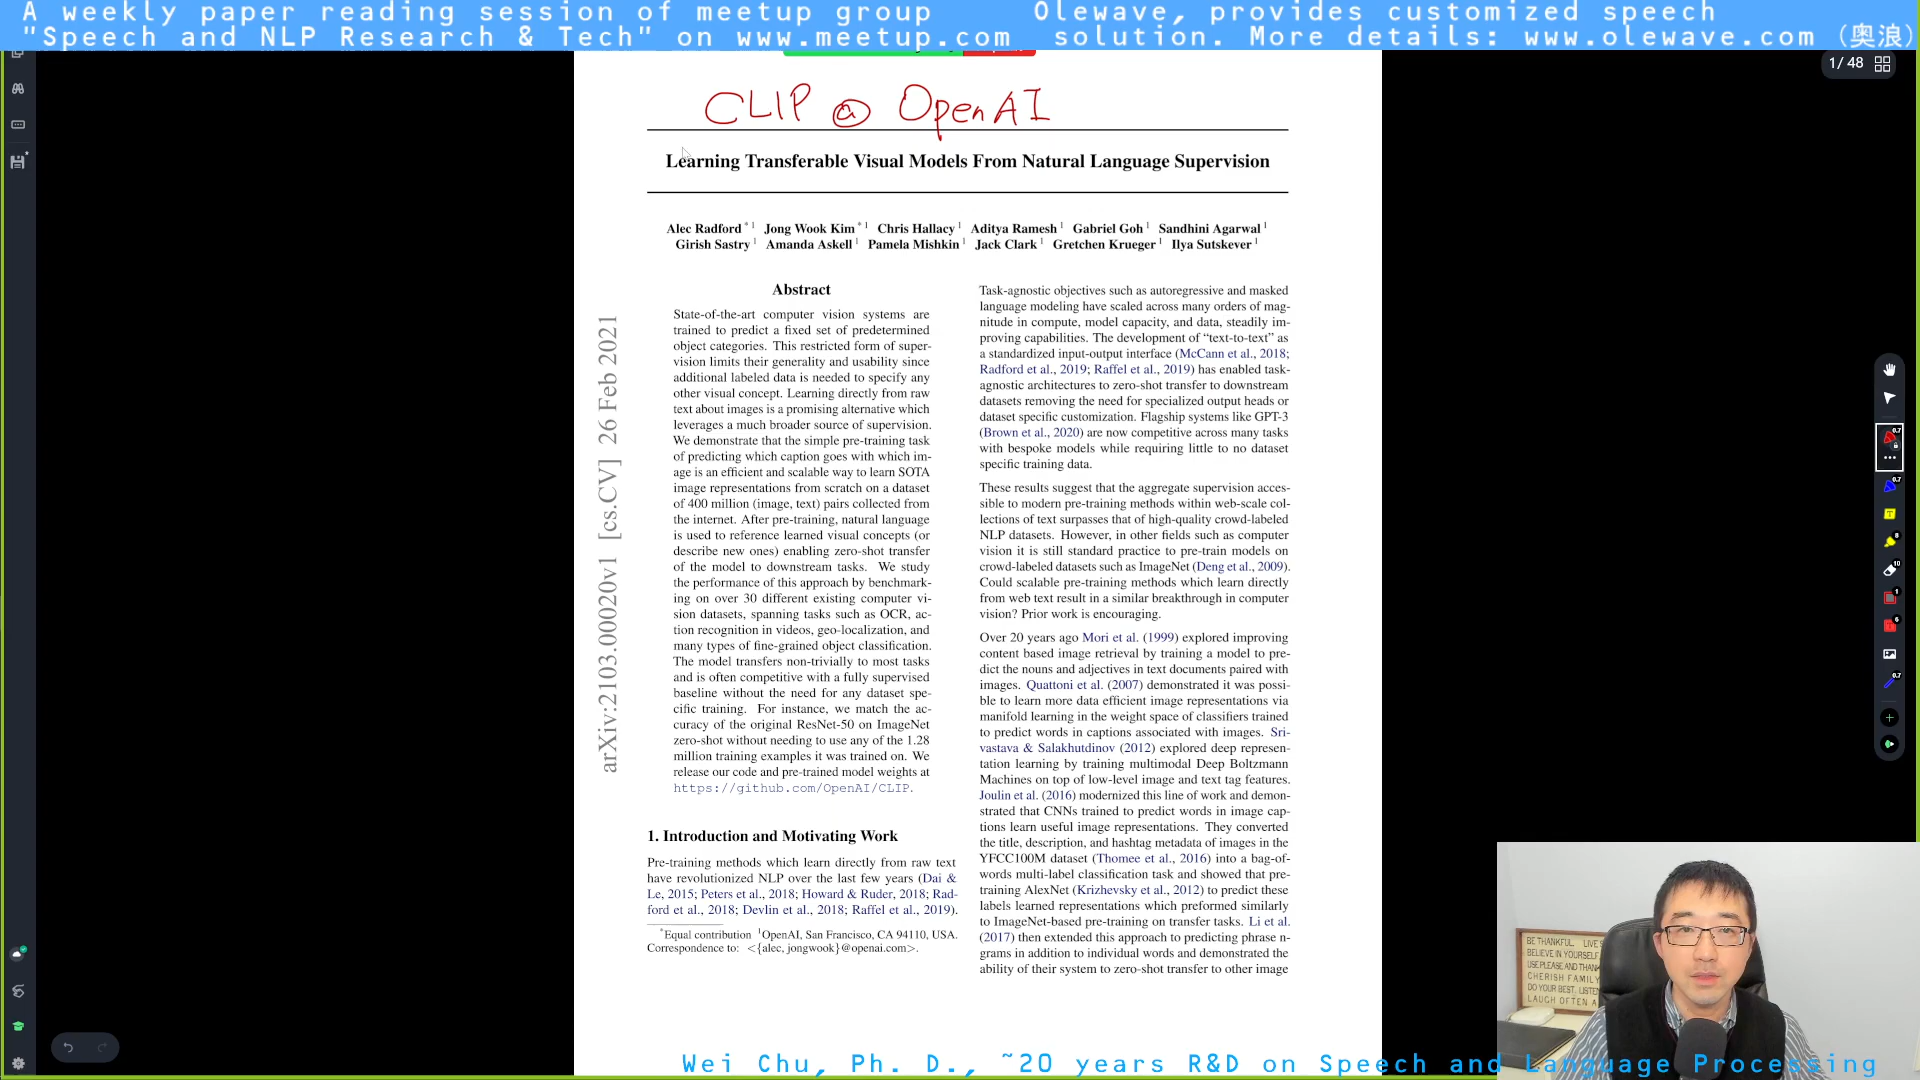 A weekly paper reading session of meetup group
"Speech and NLP Research & Tech" on www.meetup.com
Olewave, provides customized speech
solution. More details: www.olewave.com (奥浪)
1/ 48
CLIP @ OpenAI
Learning Transferable Visual Models From Natural Language Supervision
Alec Radford * 1 Jong Wook Kim * 1 Chris Hallacy 1 Aditya Ramesh 1 Gabriel Goh 1 Sandhini Agarwal 1
Girish Sastry 1 Amanda Askell 1 Pamela Mishkin 1 Jack Clark 1 Gretchen Krueger 1 Ilya Sutskever 1
arXiv:2103.00020v1 [cs.CV] 26 Feb 2021
Abstract
State-of-the-art computer vision systems are
trained to predict a fixed set of predetermined
object categories. This restricted form of super-
vision limits their generality and usability since
additional labeled data is needed to specify any
other visual concept. Learning directly from raw
text about images is a promising alternative which
leverages a much broader source of supervision.
We demonstrate that the simple pre-training task
of predicting which caption goes with which im-
age is an efficient and scalable way to learn SOTA
image representations from scratch on a dataset
of 400 million (image, text) pairs collected from
the internet. After pre-training, natural language
is used to reference learned visual concepts (or
describe new ones) enabling zero-shot transfer
of the model to downstream tasks. We study
the performance of this approach by benchmark-
ing on over 30 different existing computer vi-
sion datasets, spanning tasks such as OCR, ac-
tion recognition in videos, geo-localization, and
many types of fine-grained object classification.
The model transfers non-trivially to most tasks
and is often competitive with a fully supervised
baseline without the need for any dataset spe-
cific training. For instance, we match the ac-
curacy of the original ResNet-50 on ImageNet
zero-shot without needing to use any of the 1.28
million training examples it was trained on. We
release our code and pre-trained model weights at
https://github.com/OpenAI/CLIP.
1. Introduction and Motivating Work
Pre-training methods which learn directly from raw text
have revolutionized NLP over the last few years (Dai &
Le, 2015; Peters et al., 2018; Howard & Ruder, 2018; Rad-
ford et al., 2018; Devlin et al., 2018; Raffel et al., 2019).
*Equal contribution 1OpenAI, San Francisco, CA 94110, USA.
Correspondence to: <{alec, jongwook}@openai.com>.
Task-agnostic objectives such as autoregressive and masked
language modeling have scaled across many orders of mag-
nitude in compute, model capacity, and data, steadily im-
proving capabilities. The development of “text-to-text” as
a standardized input-output interface (McCann et al., 2018;
Radford et al., 2019; Raffel et al., 2019) has enabled task-
agnostic architectures to zero-shot transfer to downstream
datasets removing the need for specialized output heads or
dataset specific customization. Flagship systems like GPT-3
(Brown et al., 2020) are now competitive across many tasks
with bespoke models while requiring little to no dataset
specific training data.
These results suggest that the aggregate supervision acces-
sible to modern pre-training methods within web-scale col-
lections of text surpasses that of high-quality crowd-labeled
NLP datasets. However, in other fields such as computer
vision it is still standard practice to pre-train models on
crowd-labeled datasets such as ImageNet (Deng et al., 2009).
Could scalable pre-training methods which learn directly
from web text result in a similar breakthrough in computer
vision? Prior work is encouraging.
Over 20 years ago Mori et al. (1999) explored improving
content based image retrieval by training a model to pre-
dict the nouns and adjectives in text documents paired with
images. Quattoni et al. (2007) demonstrated it was possi-
ble to learn more data efficient image representations via
manifold learning in the weight space of classifiers trained
to predict words in captions associated with images. Sri-
vastava & Salakhutdinov (2012) explored deep represen-
tation learning by training multimodal Deep Boltzmann
Machines on top of low-level image and text tag features.
Joulin et al. (2016) modernized this line of work and demon-
strated that CNNs trained to predict words in image cap-
tions learn useful image representations. They converted
the title, description, and hashtag metadata of images in the
YFCC100M dataset (Thomee et al., 2016) into a bag-of-
words multi-label classification task and showed that pre-
training AlexNet (Krizhevsky et al., 2012) to predict these
labels learned representations which preformed similarly
to ImageNet-based pre-training on transfer tasks. Li et al.
(2017) then extended this approach to predicting phrase n-
grams in addition to individual words and demonstrated the
ability of their system to zero-shot transfer to other image
BE THANKFUL. LIVE
BELIEVE IN YOURSELF
USE PLEASE AND THAN
CHERISH FAMILY
DO YOUR BEST. LISTEN
LAUGH OFTEN A
Wei Chu, Ph. D., ~20 years R&D on Speech and Language Processing